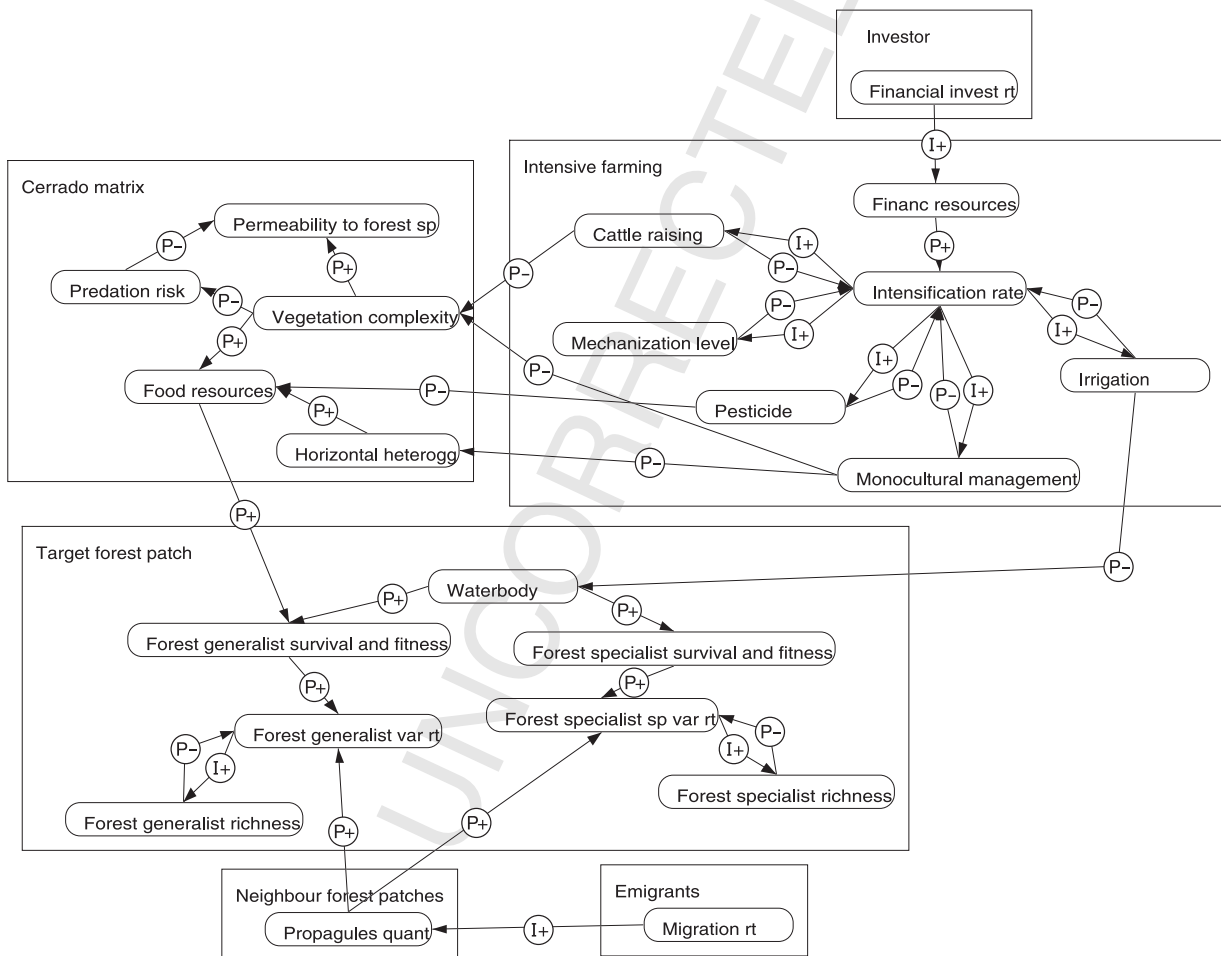 Investor
Financial invest rt
I+
Cerrado matrix
Intensive farming
Permeability to forest sp
Financ resources
Cattle raising
I+
P+
P-
P+
P-
P-
Predation risk
P-
Vegetation complexity
Intensification rate
P-
P-
P+
Mechanization level
I+
I+
I+
P-
P-
Food resources
P-
P-
I+
Irrigation
P+
Pesticide
Horizontal heterogg
P-
Monocultural management
P+
Target forest patch
P-
Waterbody
P+
P+
Forest generalist survival and fitness
Forest specialist survival and fitness
P+
P+
Forest generalist var rt
Forest specialist sp var rt
P-
I+
I+
P-
Forest generalist richness
Forest specialist richness
P+
P+
Neighbour forest patches
Emigrants
Propagules quant
I+
Migration rt
UNCORRECTE